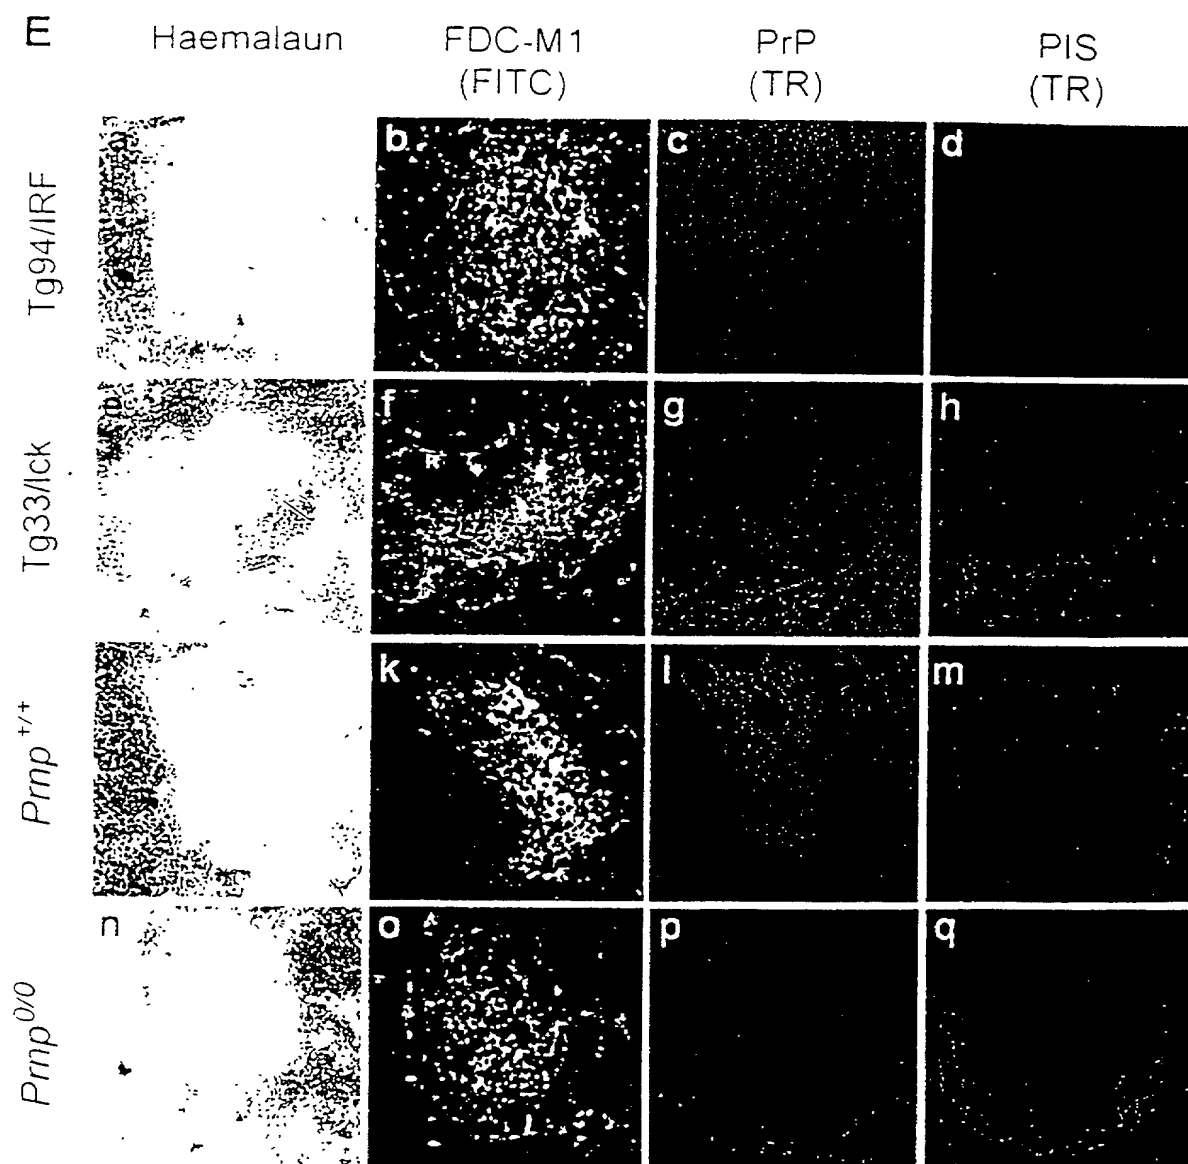 E
Haemalaun
FDC-M1
(FITC)
PrP
(TR)
PIS
(TR)
Tg94/IRF
b
c
d
Tg33/lck
f
g
h
Prnp+/+
k
l
m
Prnp0/0
n
o
p
q